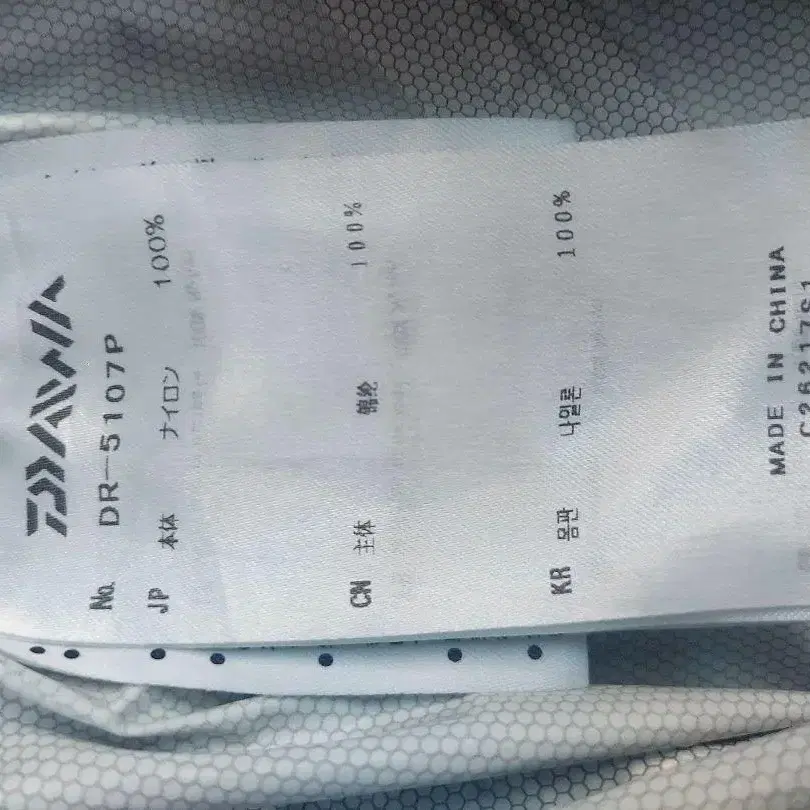 DAIWA
No. DR-5107P
JP 本体 ナイロン 100%
CN 主体 锦纶 100%
KR 몸판 나일론 100%
MADE IN CHINA